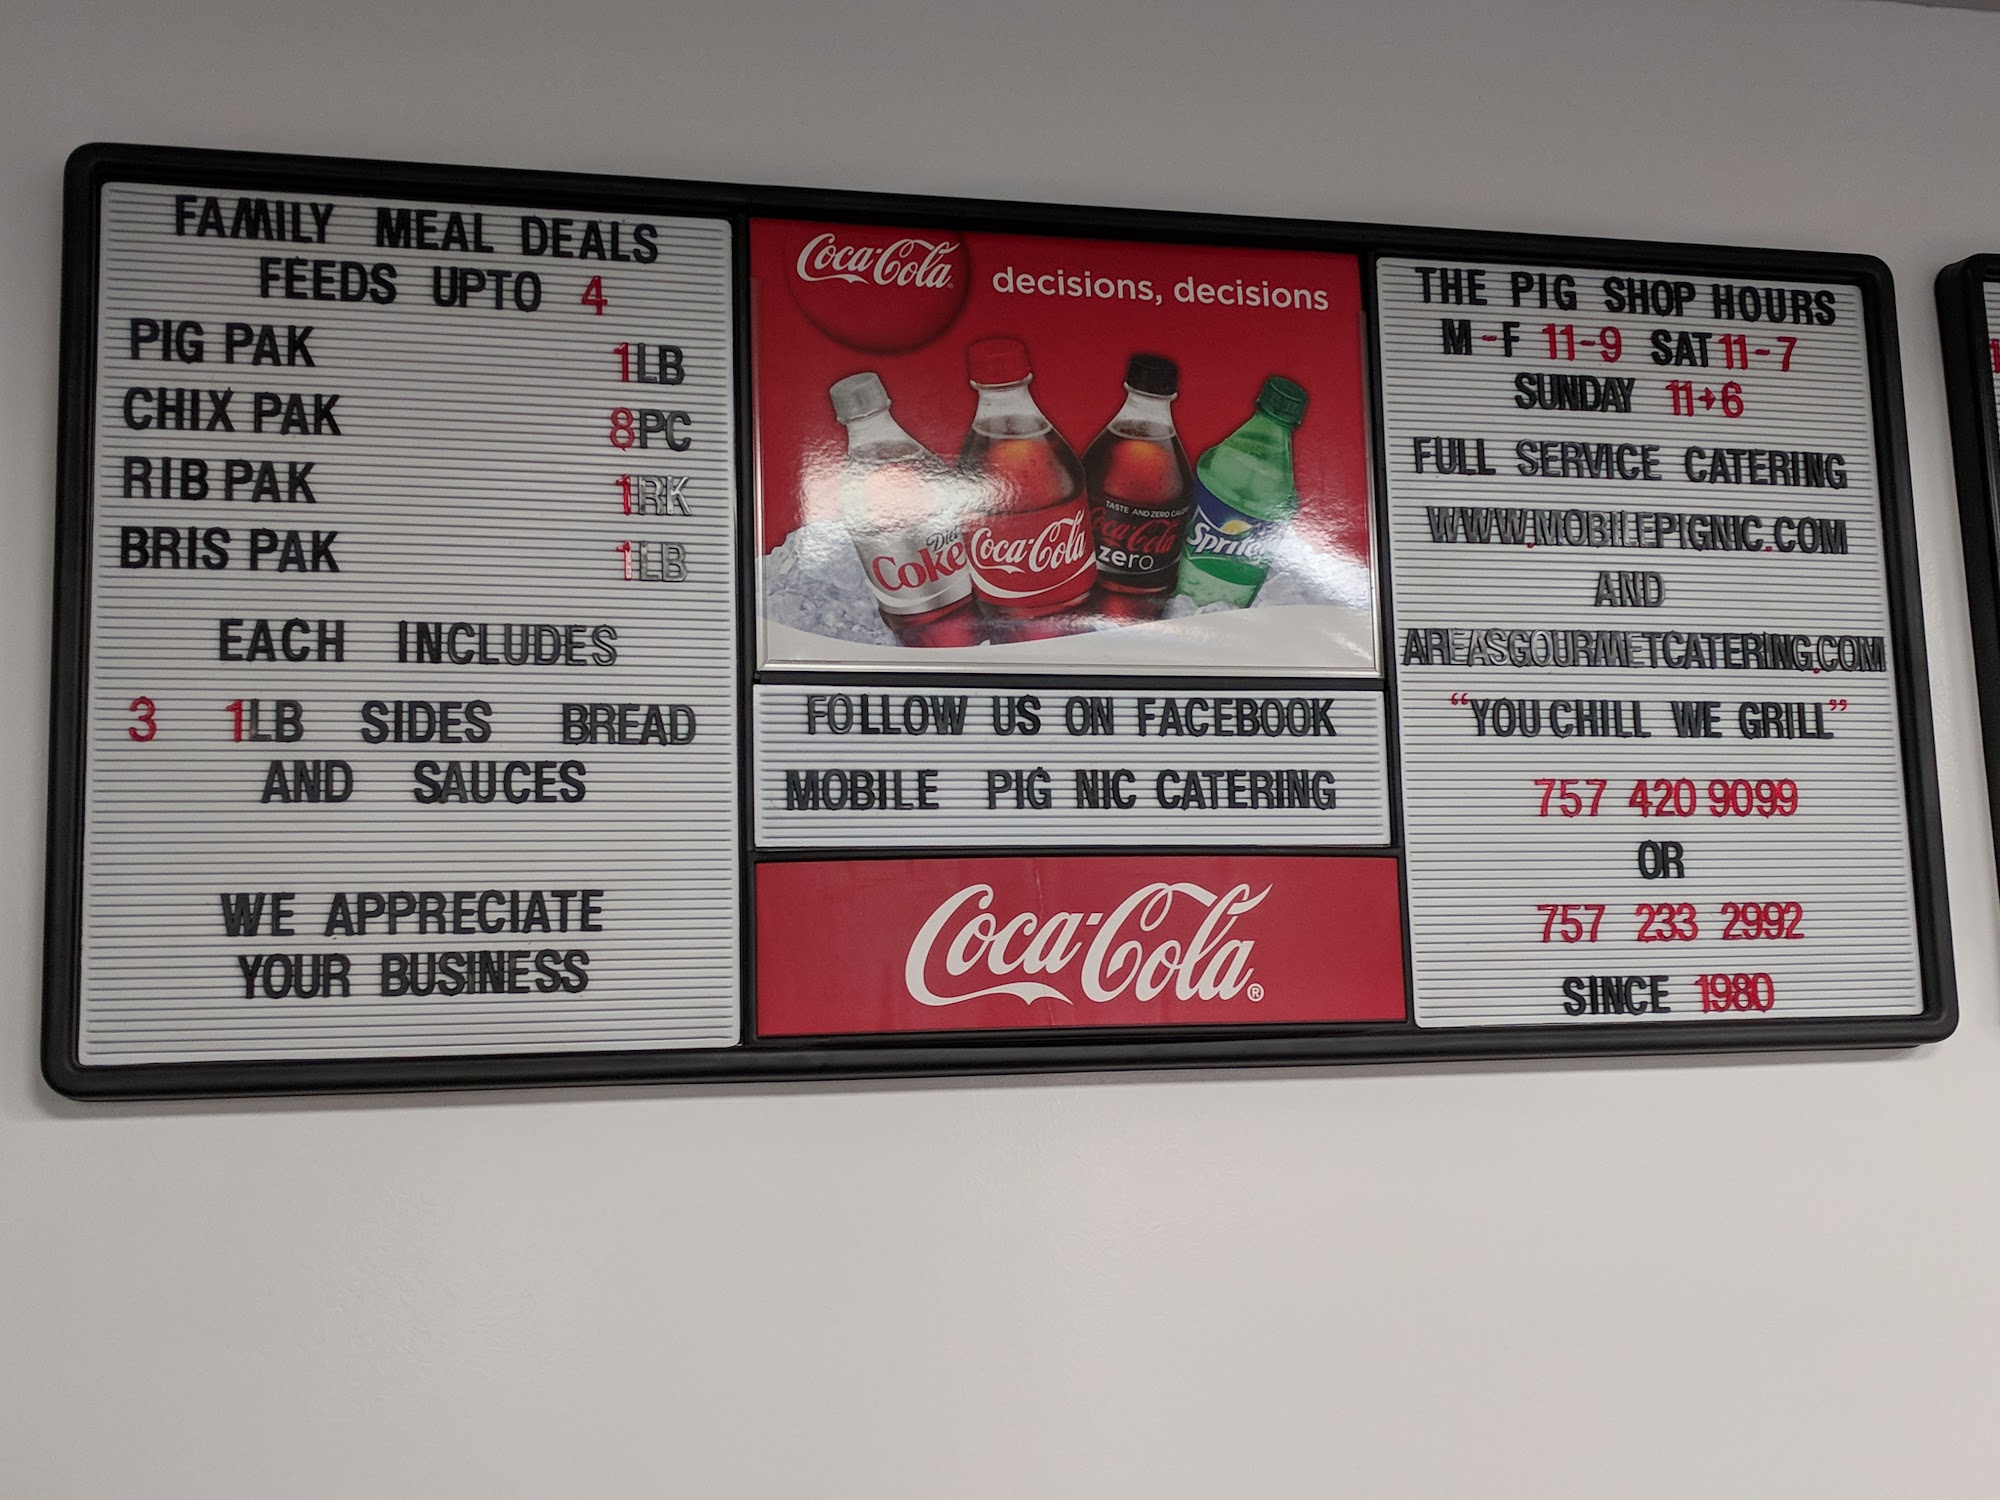 FAMILY MEAL DEALS
FEEDS UPTO 4
PIG PAK 1LB
CHIX PAK 8PC
RIB PAK 1RK
BRIS PAK 1LB
EACH INCLUDES
3 1LB SIDES BREAD
AND SAUCES
WE APPRECIATE
YOUR BUSINESS
Coca-Cola
decisions, decisions
Diet
Coke
Coca-Cola
TASTE AND ZERO
Coca-Cola
zero
Sprite
FOLLOW US ON FACEBOOK
MOBILE PIG NIC CATERING
Coca-Cola®
THE PIG SHOP HOURS
M-F 11-9 SAT 11-7
SUNDAY 11-6
FULL SERVICE CATERING
WWW.MOBILEPIGNIC.COM
AND
AREASGOURMETCATERING.COM
"YOU CHILL WE GRILL"
757 420 9099
OR
757 233 2992
SINCE 1980